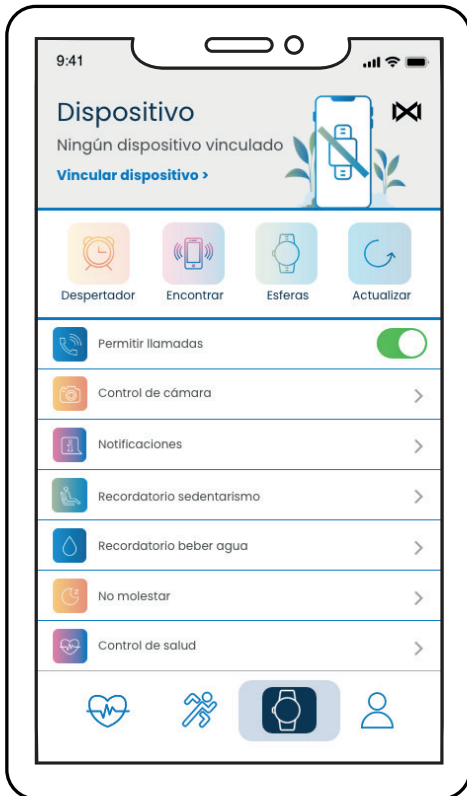 9:41
Dispositivo
Ningún dispositivo vinculado
Vincular dispositivo >
Despertador
Encontrar
Esferas
Actualizar
Permitir llamadas
Control de cámara
Notificaciones
Recordatorio sedentarismo
Recordatorio beber agua
No molestar
Control de salud